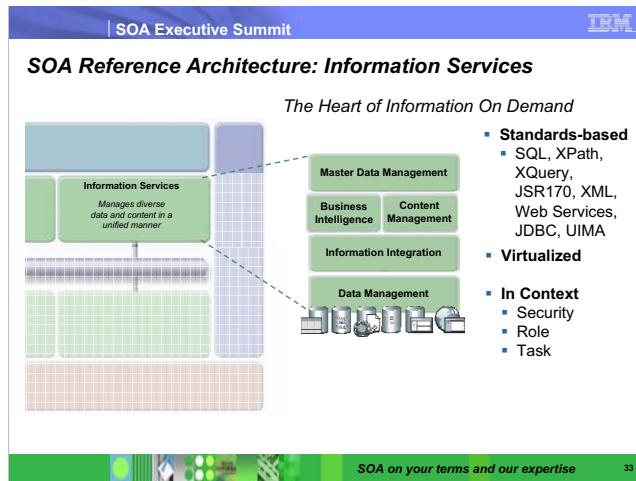 SOA Executive Summit
IBM
SOA Reference Architecture: Information Services
The Heart of Information On Demand
Information Services
Manages diverse
data and content in a
unified manner
Master Data Management
Business
Intelligence
Content
Management
Information Integration
Data Management
Standards-based
SQL, XPath,
XQuery,
JSR170, XML,
Web Services,
JDBC, UIMA
Virtualized
In Context
Security
Role
Task
SOA on your terms and our expertise
33